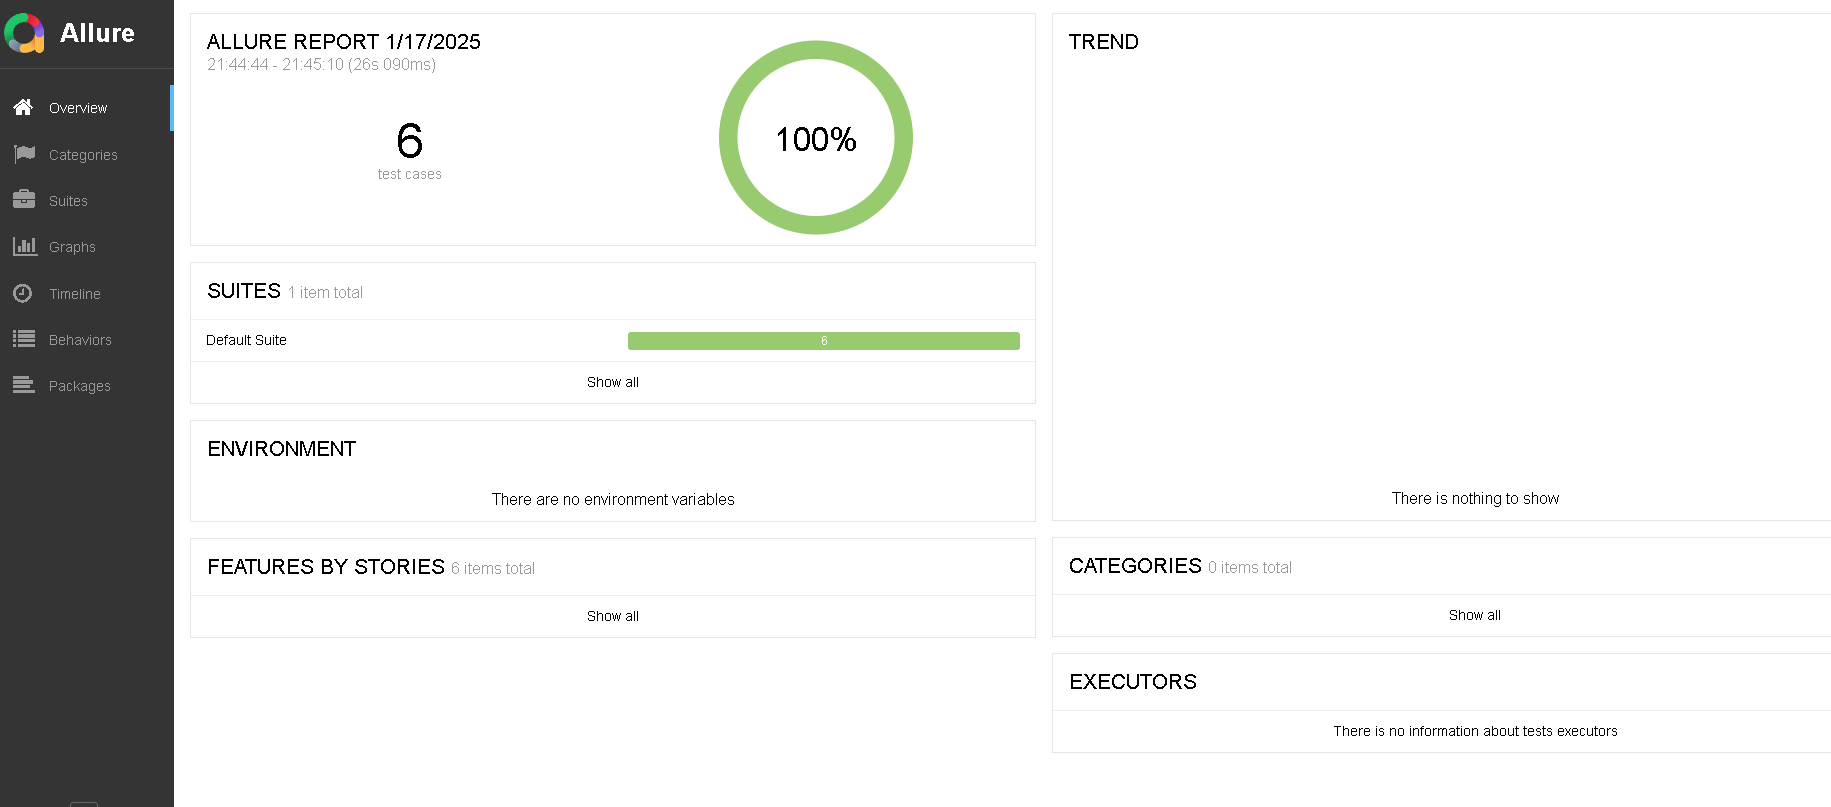 Allure
Overview
Categories
Suites
Graphs
Timeline
Behaviors
Packages
ALLURE REPORT 1/17/2025
21:44:44 - 21:45:10 (26s 090ms)
6
test cases
100%
SUITES 1 item total
Default Suite 6
Show all
ENVIRONMENT
There are no environment variables
FEATURES BY STORIES 6 items total
Show all
TREND
There is nothing to show
CATEGORIES 0 items total
Show all
EXECUTORS
There is no information about tests executors